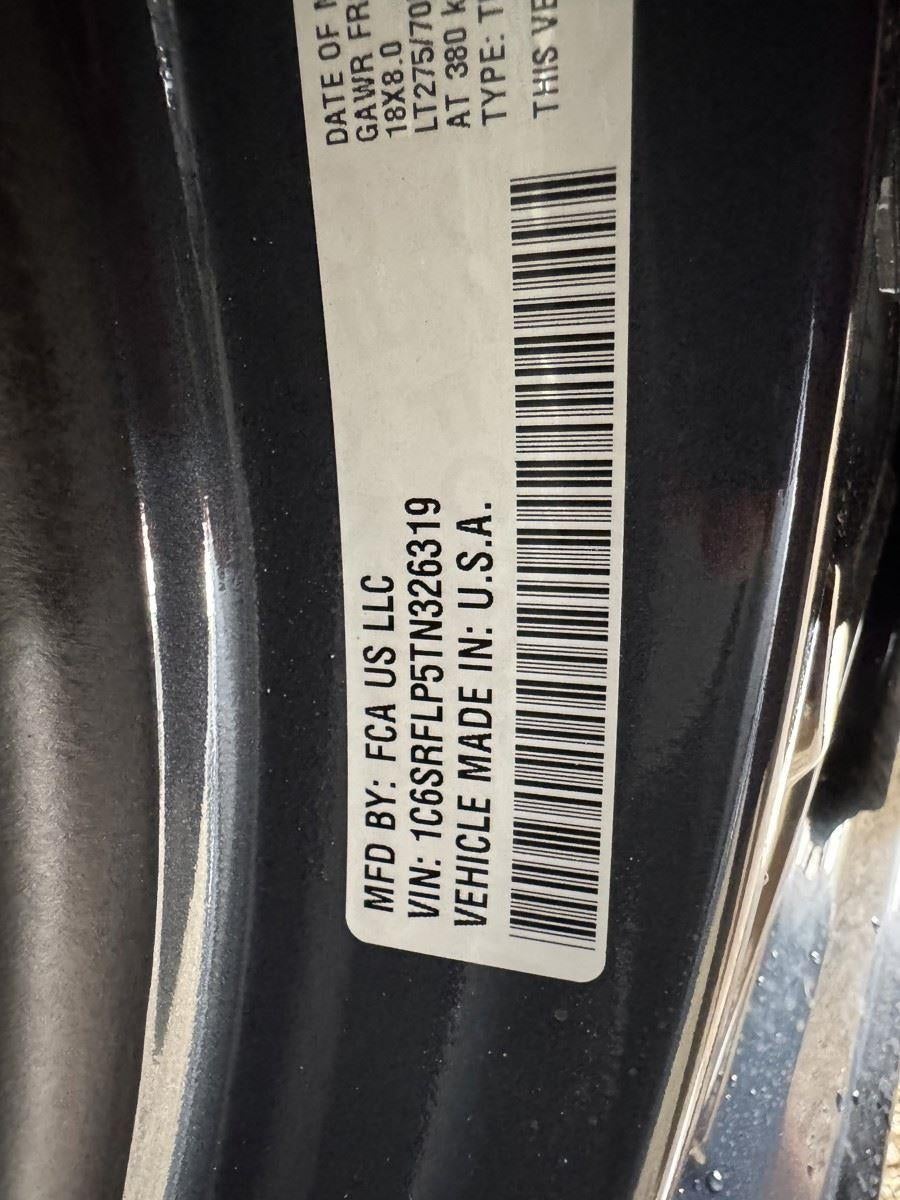 MFD BY: FCA US LLC
VIN: 1C6SRFLP5TN326319
VEHICLE MADE IN: U.S.A.
DATE OF
GAWR FR
18X8.0
LT275/70
AT 380
TYPE:
THIS VE